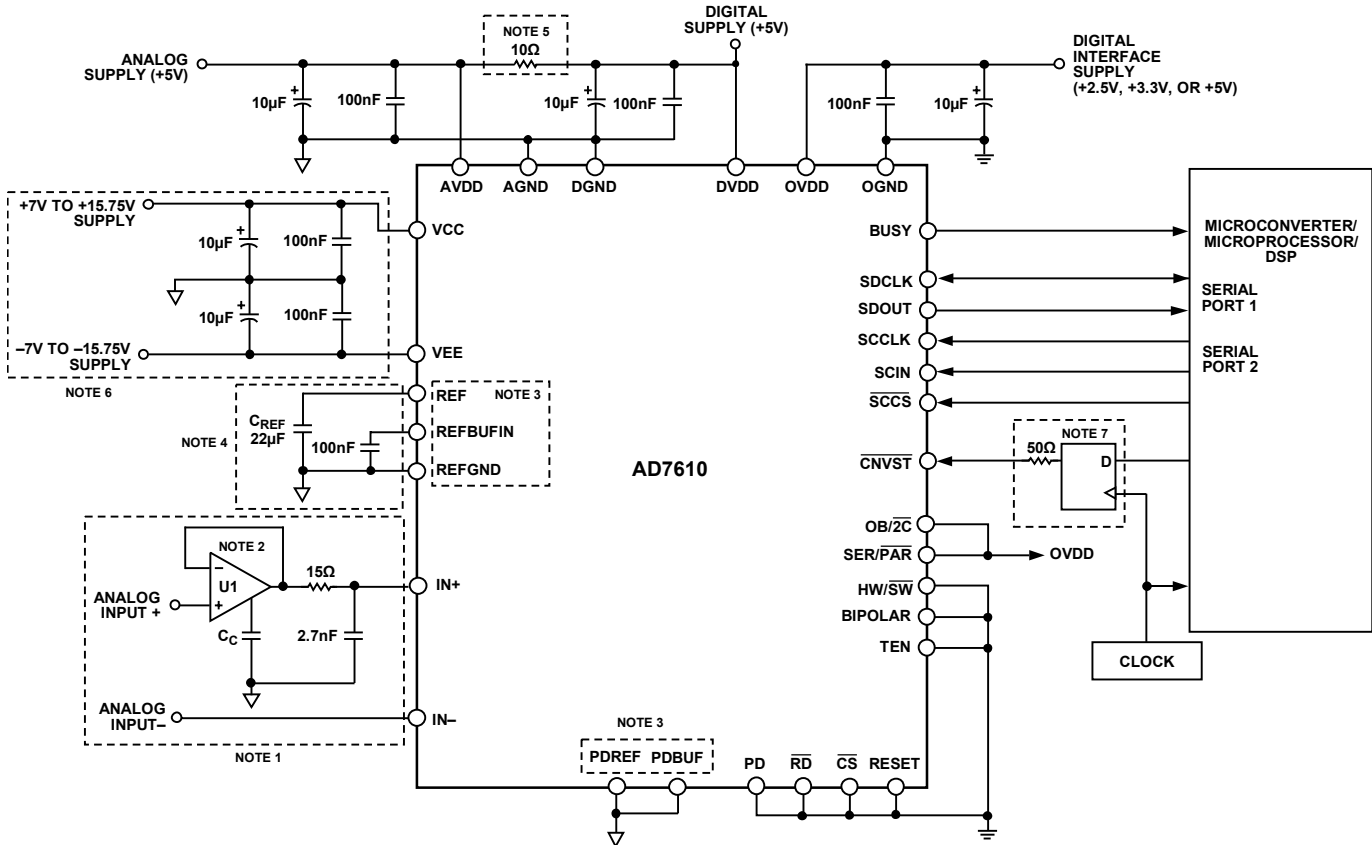 ANALOG
SUPPLY (+5V)
NOTE 5
10Ω
DIGITAL
SUPPLY (+5V)
DIGITAL
INTERFACE
SUPPLY
(+2.5V, +3.3V, OR +5V)
10µF
+
100nF
10µF
+
100nF
100nF
10µF
+
AVDD
AGND
DGND
DVDD
OVDD
OGND
+7V TO +15.75V
SUPPLY
10µF
+
100nF
10µF
+
100nF
–7V TO –15.75V
SUPPLY
NOTE 6
VCC
VEE
NOTE 4
CREF
22µF
100nF
REF
REFBUFIN
REFGND
NOTE 3
AD7610
NOTE 2
–
U1
+
ANALOG
INPUT +
CC
15Ω
2.7nF
IN+
ANALOG
INPUT–
IN–
NOTE 1
NOTE 3
PDREF
PDBUF
PD
RD
CS
RESET
BUSY
SDCLK
SDOUT
SCCLK
SCIN
SCCS
CNVST
OB/2C
SER/PAR
HW/SW
BIPOLAR
TEN
OVDD
NOTE 7
50Ω
D
CLOCK
MICROCONVERTER/
MICROPROCESSOR/
DSP
SERIAL
PORT 1
SERIAL
PORT 2